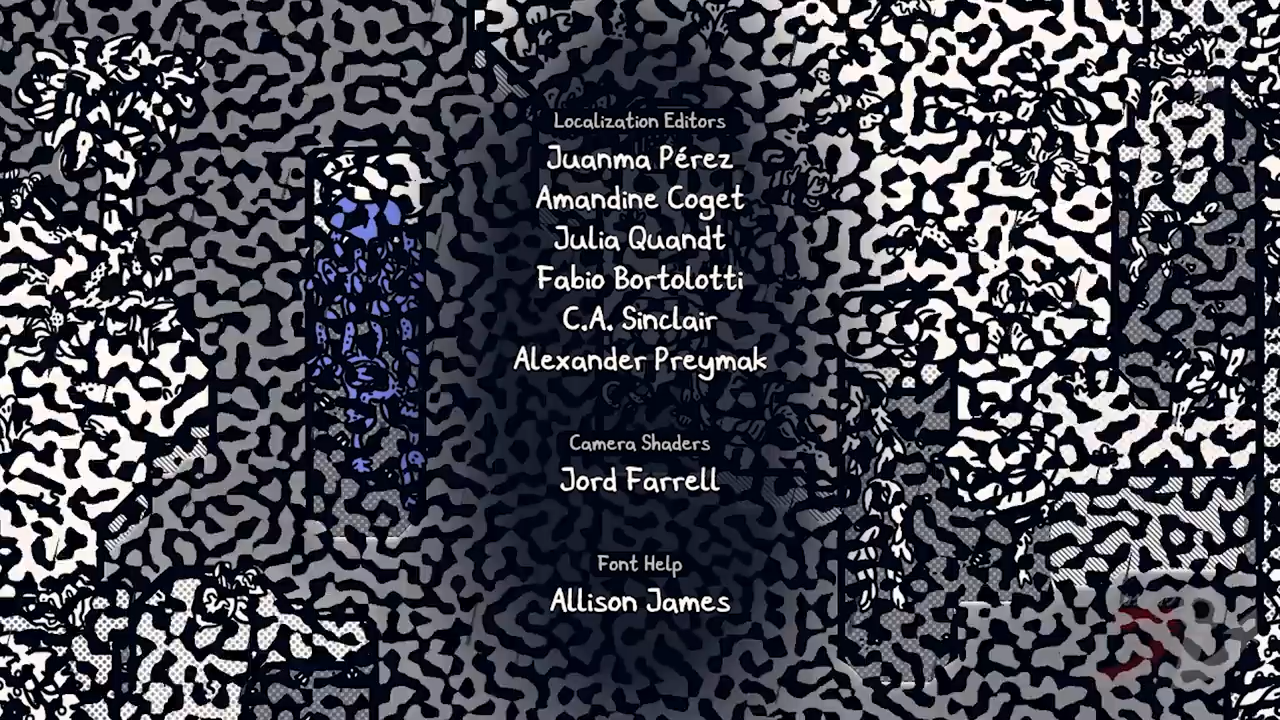 Localization Editors
Juanma Pérez
Amandine Coget
Julia Quandt
Fabio Bortolotti
C.A. Sinclair
Alexander Preymak
Camera Shaders
Jord Farrell
Font Help
Allison James